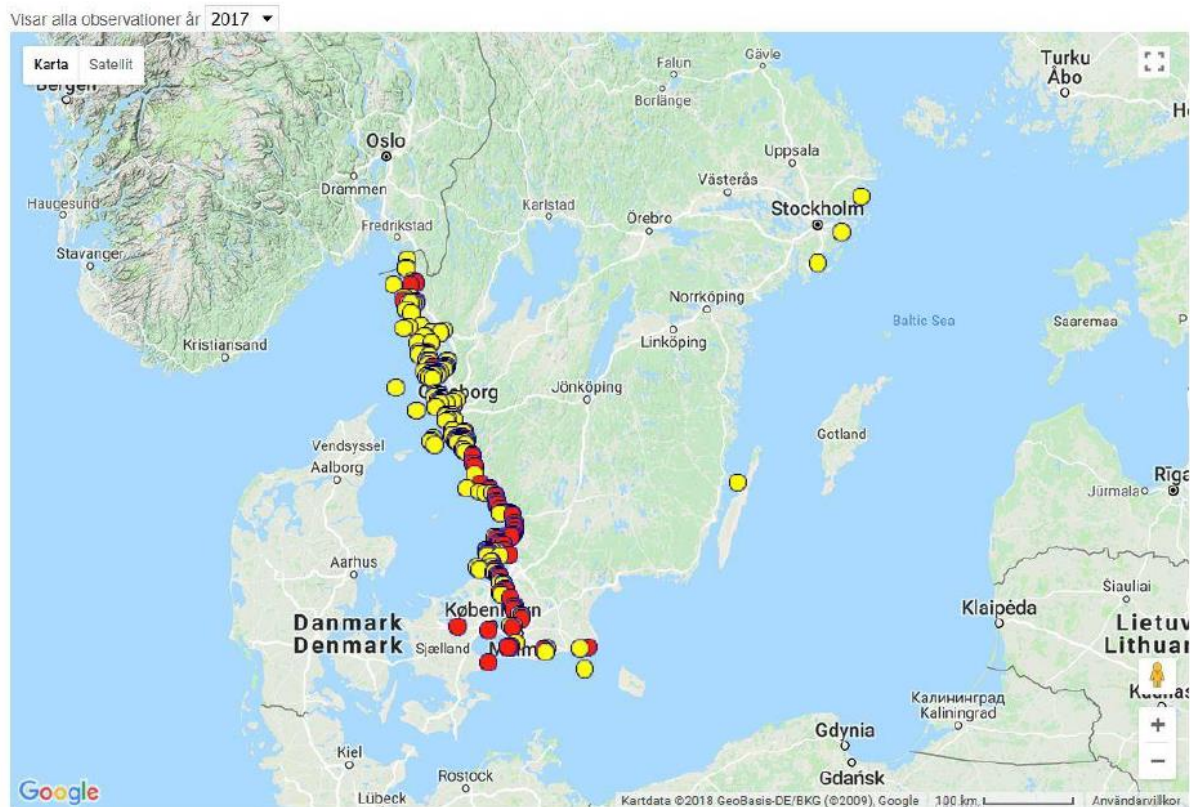 Visar alla observationer år 2017
Karta Satellit
Bergen
Haugesund
Stavanger
Kristiansand
Oslo
Drammen
Fredrikstad
Karlstad
Örebro
Falun
Borlänge
Gävle
Uppsala
Västerås
Stockholm
Norrköping
Linköping
Jönköping
Turku
Åbo
Baltic Sea
Saaremaa
Gotland
Vendsyssel
Aalborg
Aarhus
Danmark
Denmark
København
Sjælland
Kiel
Lübeck
Rostock
Rīga
Jūrmala
Šiauliai
Klaipėda
Калининград
Kaliningrad
Gdynia
Gdańsk
Google
Kartdata ©2018 GeoBasis-DE/BKG (©2009), Google
100 km
Användarvillkor